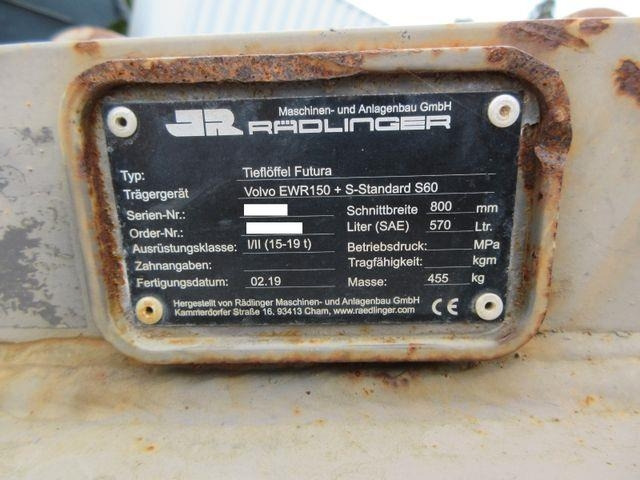 Maschinen- und Anlagenbau GmbH
JR RÄDLINGER
Typ: Tieflöffel Futura
Trägergerät Volvo EWR150 + S-Standard S60
Serien-Nr.: Schnittbreite 800 mm
Order-Nr.: Liter (SAE) 570 Ltr.
Ausrüstungsklasse: I/II (15-19 t) Betriebsdruck: MPa
Zahnangaben: Tragfähigkeit: kgm
Fertigungsdatum: 02.19 Masse: 455 kg
Hergestellt von Rädlinger Maschinen- und Anlagenbau GmbH
Kammerdorfer Straße 16, 93413 Cham, www.raedlinger.com
CE